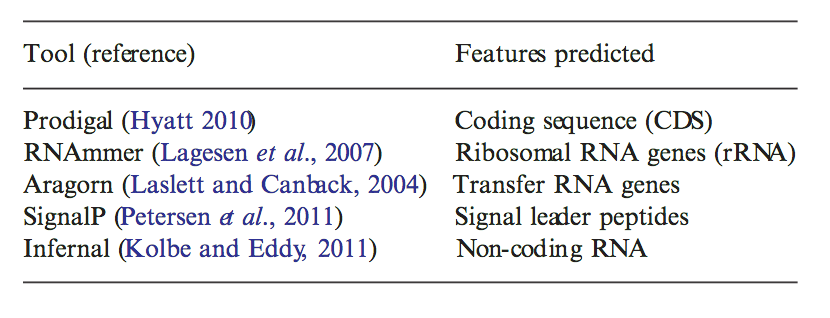 Tool (reference) Features predicted
Prodigal (Hyatt 2010) Coding sequence (CDS)
RNAmmer (Lagesen et al., 2007) Ribosomal RNA genes (rRNA)
Aragorn (Laslett and Canback, 2004) Transfer RNA genes
SignalP (Petersen et al., 2011) Signal leader peptides
Infernal (Kolbe and Eddy, 2011) Non-coding RNA